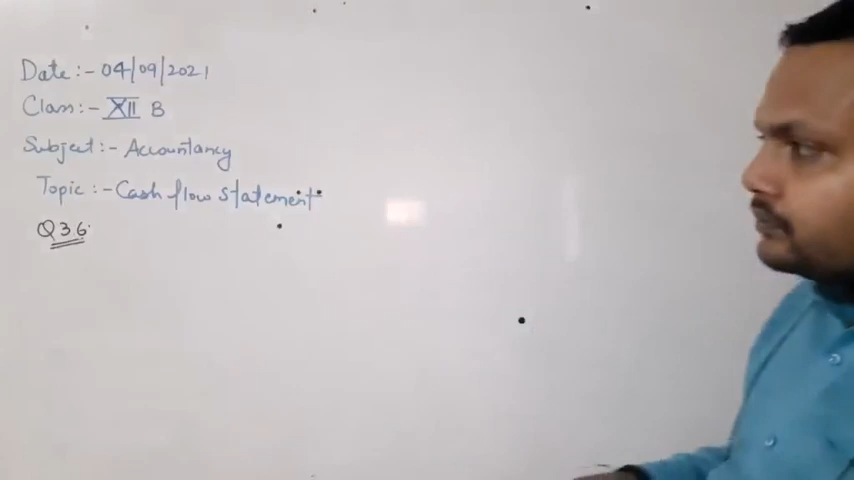 Date :- 04/09/2021
Class :- XII B
Subject :- Accountancy
Topic :- Cash flow statement
Q36.